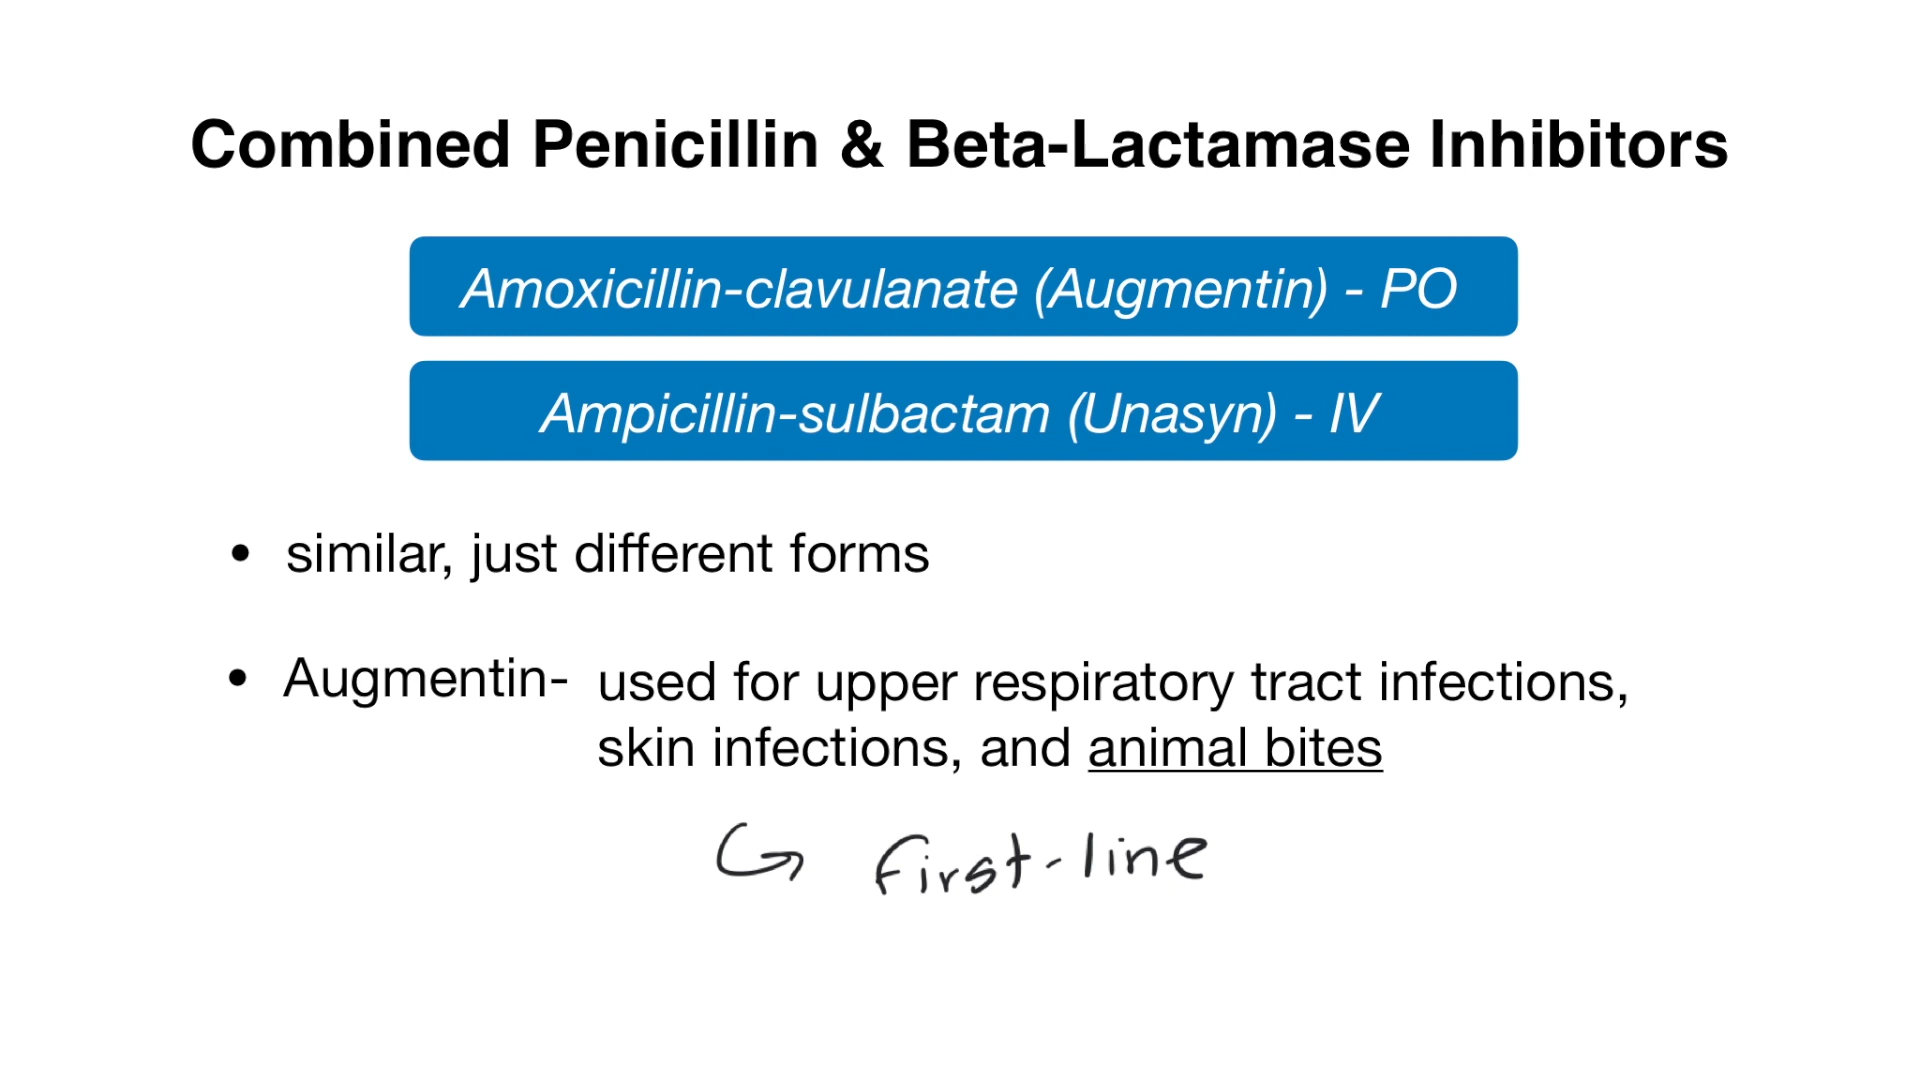 Combined Penicillin & Beta-Lactamase Inhibitors
Amoxicillin-clavulanate (Augmentin) - PO
Ampicillin-sulbactam (Unasyn) - IV
• similar, just different forms
• Augmentin- used for upper respiratory tract infections,
skin infections, and animal bites
first-line